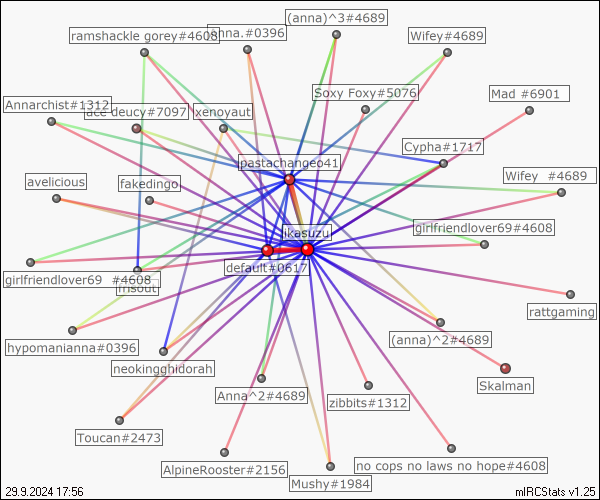 (anna)^3#4689
ramshackle gorey#4608
anna.#0396
Wifey#4689
Soxy Foxy#5076
Mad #6901
Annarchist#1312
ace deucy#7097
xenoyaut
Cypha#1717
pastachangeo41
avelicious
fakedingo
Wifey #4689
ikasuzu
girlfriendlover69#4608
default#0617
girlfriendlover69 #4608
frisout
rattgaming
(anna)^2#4689
hypomanianna#0396
neokingghidorah
Skalman
Anna^2#4689
zibbits#1312
Toucan#2473
AlpineRooster#2156
no cops no laws no hope#4608
Mushy#1984
29.9.2024 17:56
mIRCStats v1.25